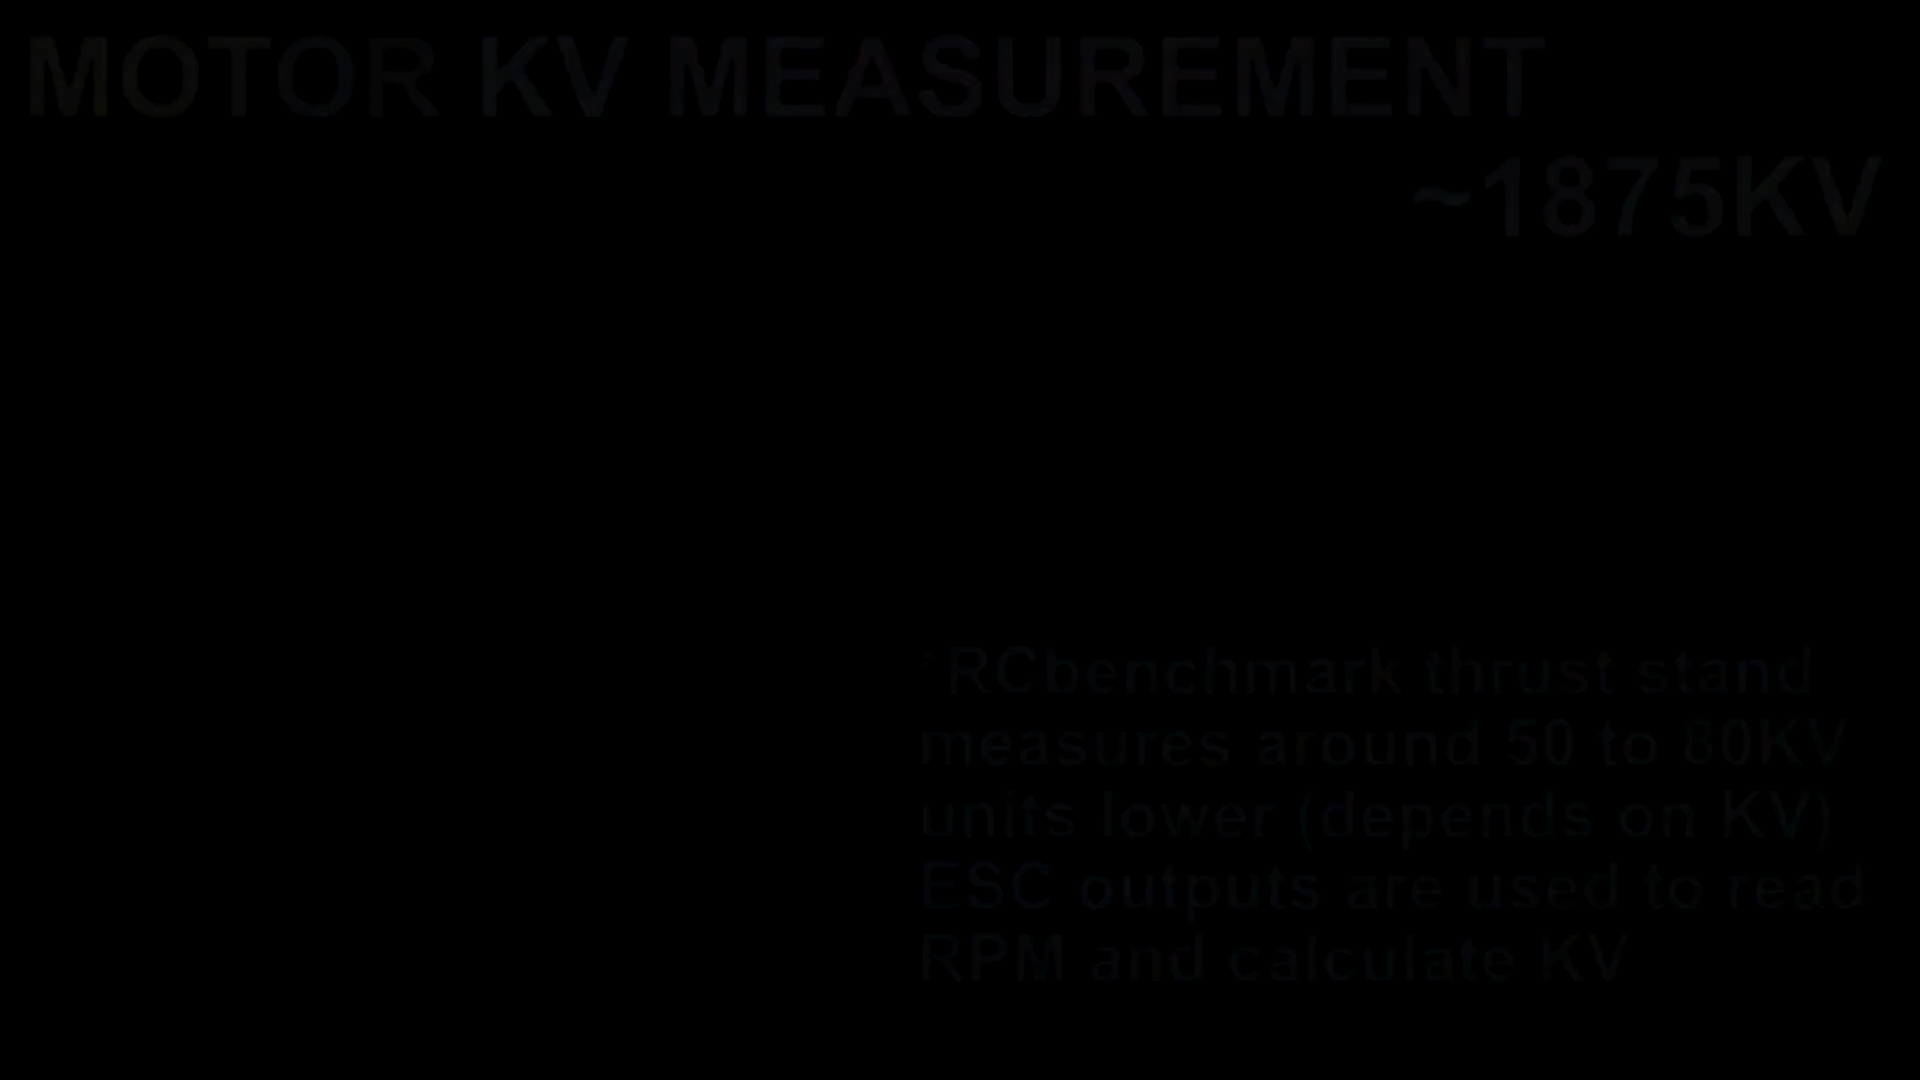 MOTOR KV MEASUREMENT
~1875KV
*RCbenchmark thrust stand
measures around 50 to 80KV
units lower (depends on KV)
ESC outputs are used to read
RPM and calculate KV